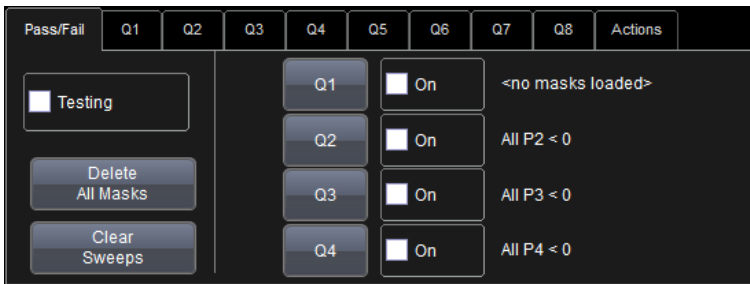 Pass/Fail Q1 Q2 Q3 Q4 Q5 Q6 Q7 Q8 Actions
Testing
Delete
All Masks
Clear
Sweeps
Q1 On <no masks loaded>
Q2 On All P2 < 0
Q3 On All P3 < 0
Q4 On All P4 < 0